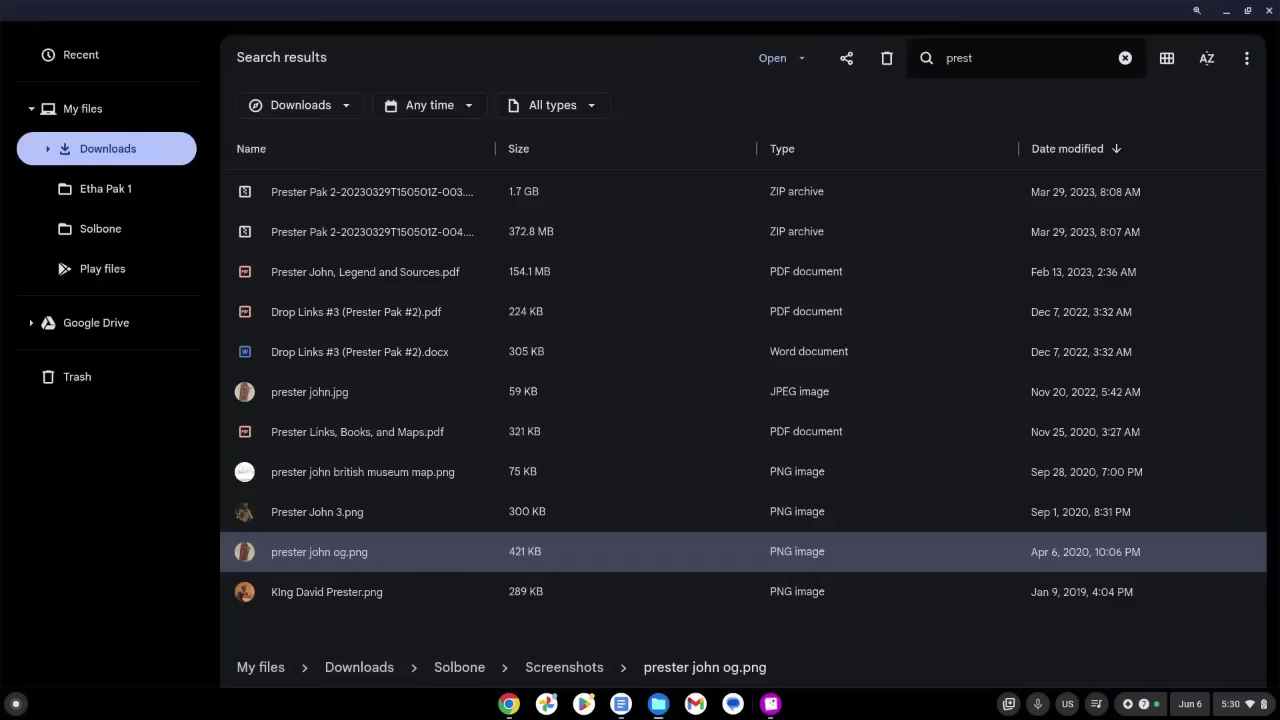 Recent
My files
Downloads
Etha Pak 1
Solbone
Play files
Google Drive
Trash
Search results
Open
prest
AZ
Downloads
Any time
All types
Name Size Type Date modified
Prester Pak 2-20230329T150501Z-003.... 1.7 GB ZIP archive Mar 29, 2023, 8:08 AM
Prester Pak 2-20230329T150501Z-004.... 372.8 MB ZIP archive Mar 29, 2023, 8:07 AM
Prester John, Legend and Sources.pdf 154.1 MB PDF document Feb 13, 2023, 2:36 AM
Drop Links #3 (Prester Pak #2).pdf 224 KB PDF document Dec 7, 2022, 3:32 AM
Drop Links #3 (Prester Pak #2).docx 305 KB Word document Dec 7, 2022, 3:32 AM
prester john.jpg 59 KB JPEG image Nov 20, 2022, 5:42 AM
Prester Links, Books, and Maps.pdf 321 KB PDF document Nov 25, 2020, 3:27 AM
prester john british museum map.png 75 KB PNG image Sep 28, 2020, 7:00 PM
Prester John 3.png 300 KB PNG image Sep 1, 2020, 8:31 PM
prester john og.png 421 KB PNG image Apr 6, 2020, 10:06 PM
KIng David Prester.png 289 KB PNG image Jan 9, 2019, 4:04 PM
My files > Downloads > Solbone > Screenshots > prester john og.png
US
Jun 6
5:30